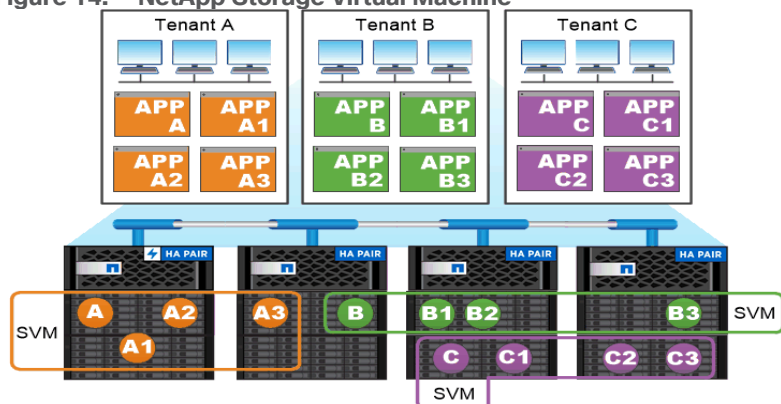 Figure 14. NetApp Storage Virtual Machine
Tenant A
Tenant B
Tenant C
APP A
APP A1
APP B
APP B1
APP C
APP C1
APP A2
APP A3
APP B2
APP B3
APP C2
APP C3
HA PAIR
HA PAIR
HA PAIR
HA PAIR
SVM
A
A2
A3
B
B1
B2
B3
SVM
A1
C
C1
C2
C3
SVM